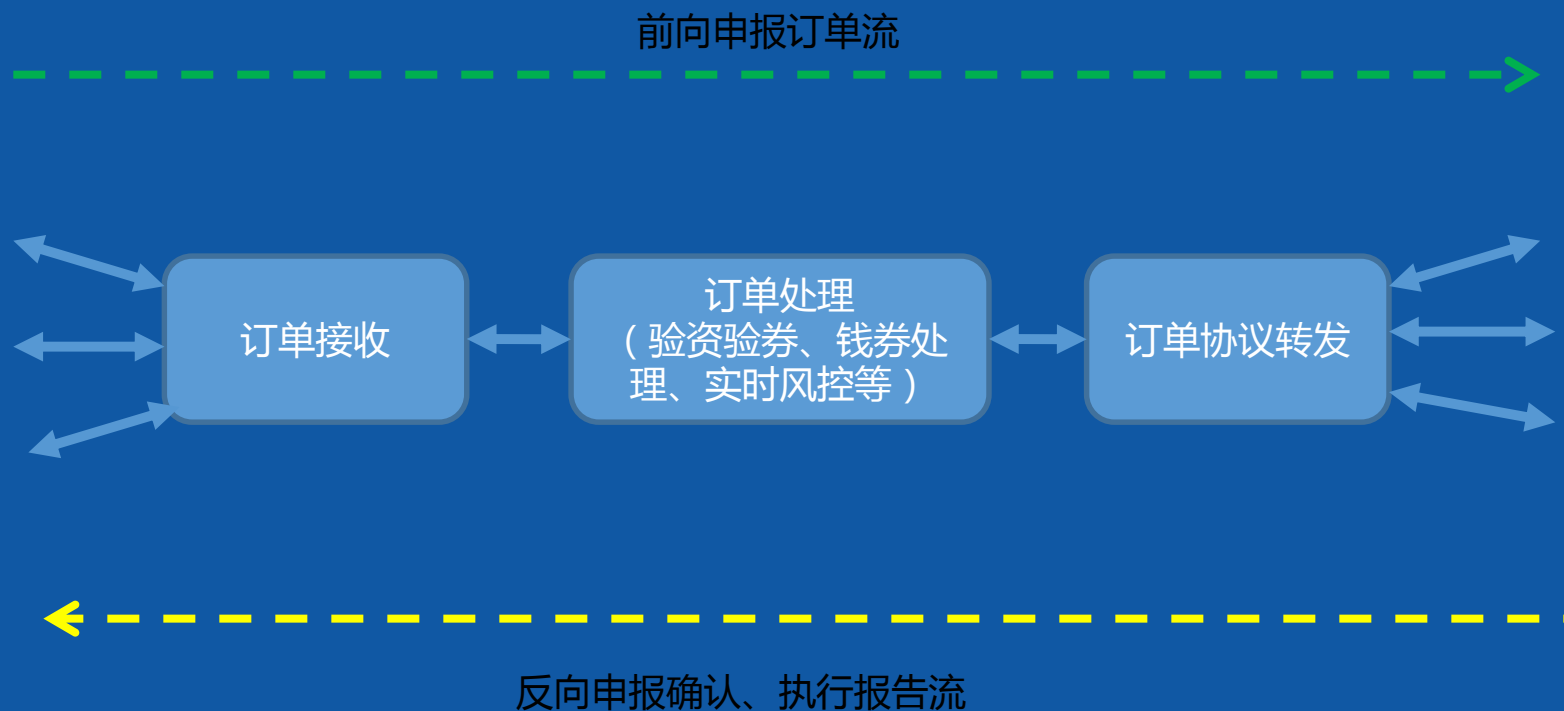 前向申报订单流
订单接收
订单处理
（验资验券、钱券处
理、实时风控等）
订单协议转发
反向申报确认、执行报告流